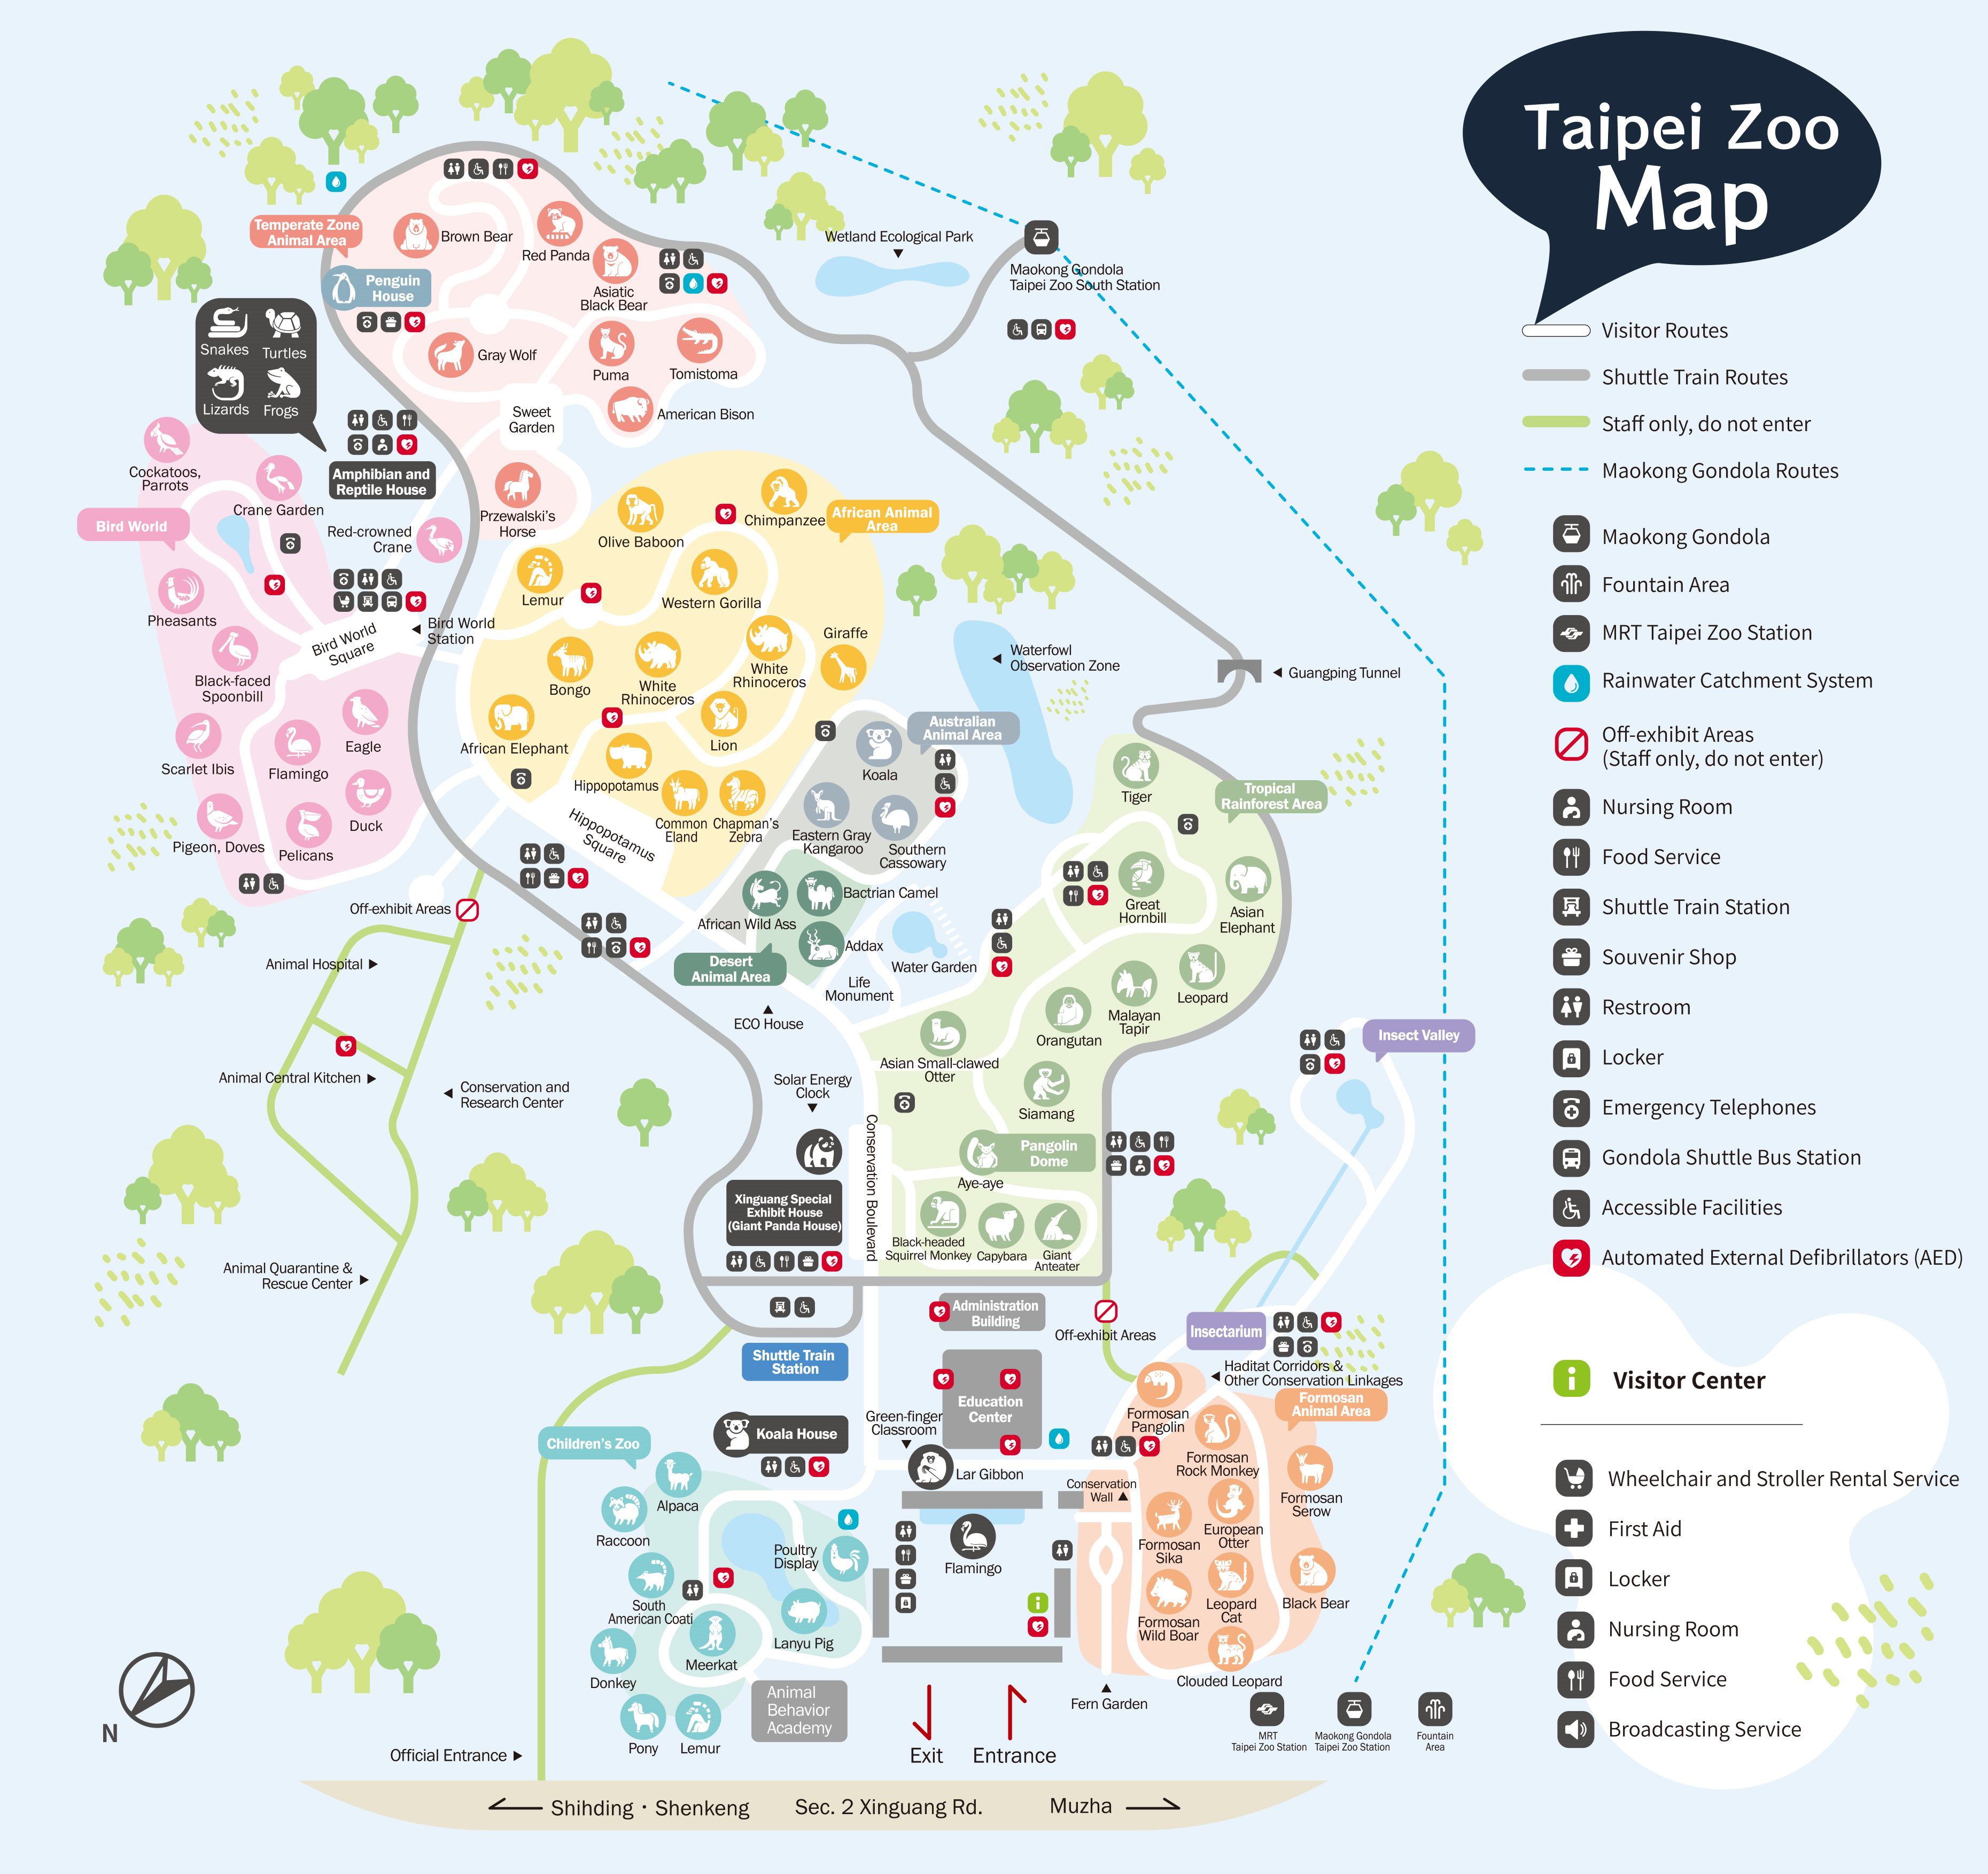 Taipei Zoo
Map
Visitor Routes
Shuttle Train Routes
Staff only, do not enter
Maokong Gondola Routes
Maokong Gondola
Fountain Area
MRT Taipei Zoo Station
Rainwater Catchment System
Off-exhibit Areas
(Staff only, do not enter)
Nursing Room
Food Service
Shuttle Train Station
Souvenir Shop
Restroom
Locker
Emergency Telephones
Gondola Shuttle Bus Station
Accessible Facilities
Automated External Defibrillators (AED)
Visitor Center
Wheelchair and Stroller Rental Service
First Aid
Locker
Nursing Room
Food Service
Broadcasting Service
Temperate Zone
Animal Area
Brown Bear
Red Panda
Asiatic
Black Bear
Penguin
House
Gray Wolf
Puma
Tomistoma
American Bison
Sweet
Garden
Przewalski's
Horse
Wetland Ecological Park
Maokong Gondola
Taipei Zoo South Station
Snakes
Turtles
Lizards
Frogs
Amphibian and
Reptile House
Cockatoos,
Parrots
Crane Garden
Bird World
Red-crowned
Crane
Pheasants
Black-faced
Spoonbill
Bird World
Square
Bird World
Station
Scarlet Ibis
Flamingo
Eagle
Duck
Pigeon, Doves
Pelicans
African Animal
Area
Olive Baboon
Chimpanzee
Lemur
Western Gorilla
Bongo
White
Rhinoceros
White
Rhinoceros
Giraffe
African Elephant
Lion
Hippopotamus
Common
Eland
Chapman's
Zebra
Hippopotamus
Square
Australian
Animal Area
Koala
Eastern Gray
Kangaroo
Southern
Cassowary
Waterfowl
Observation Zone
Guangping Tunnel
Bactrian Camel
African Wild Ass
Addax
Desert
Animal Area
Life
Monument
Water Garden
ECO House
Tropical
Rainforest Area
Tiger
Great
Hornbill
Asian
Elephant
Leopard
Malayan
Tapir
Orangutan
Asian Small-clawed
Otter
Siamang
Pangolin
Dome
Aye-aye
Black-headed
Squirrel Monkey
Capybara
Giant
Anteater
Insect Valley
Off-exhibit Areas
Animal Hospital
Animal Central Kitchen
Conservation and
Research Center
Animal Quarantine &
Rescue Center
Solar Energy
Clock
Conservation Boulevard
Xinguang Special
Exhibit House
(Giant Panda House)
Shuttle Train
Station
Administration
Building
Off-exhibit Areas
Insectarium
Haditat Corridors &
Other Conservation Linkages
Education
Center
Green-finger
Classroom
Koala House
Lar Gibbon
Flamingo
Children's Zoo
Alpaca
Raccoon
South
American Coati
Poultry
Display
Lanyu Pig
Meerkat
Donkey
Pony
Lemur
Animal
Behavior
Academy
Formosan
Animal Area
Formosan
Pangolin
Formosan
Rock Monkey
Formosan
Serow
Conservation
Wall
Formosan
Sika
European
Otter
Formosan
Wild Boar
Leopard
Cat
Black Bear
Clouded Leopard
Fern Garden
MRT
Taipei Zoo Station
Maokong Gondola
Taipei Zoo Station
Fountain
Area
N
Official Entrance
Exit
Entrance
Shihding · Shenkeng
Sec. 2 Xinguang Rd.
Muzha